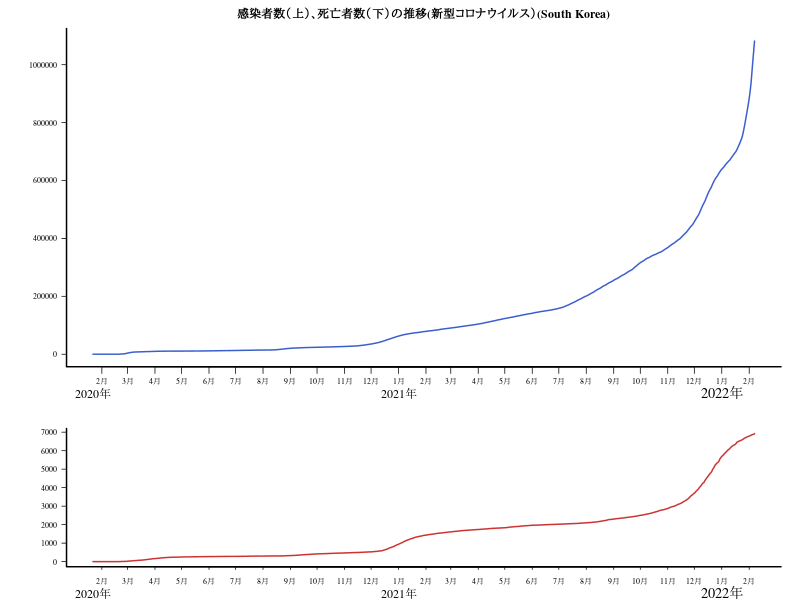 感染者数(上)、死亡者数(下)の推移(新型コロナウイルス)(South Korea)
1000000
800000
600000
400000
200000
0
2月 3月 4月 5月 6月 7月 8月 9月 10月 11月 12月 1月 2月 3月 4月 5月 6月 7月 8月 9月 10月 11月 12月 1月 2月
2020年 2021年 2022年
7000
6000
5000
4000
3000
2000
1000
0
2月 3月 4月 5月 6月 7月 8月 9月 10月 11月 12月 1月 2月 3月 4月 5月 6月 7月 8月 9月 10月 11月 12月 1月 2月
2020年 2021年 2022年